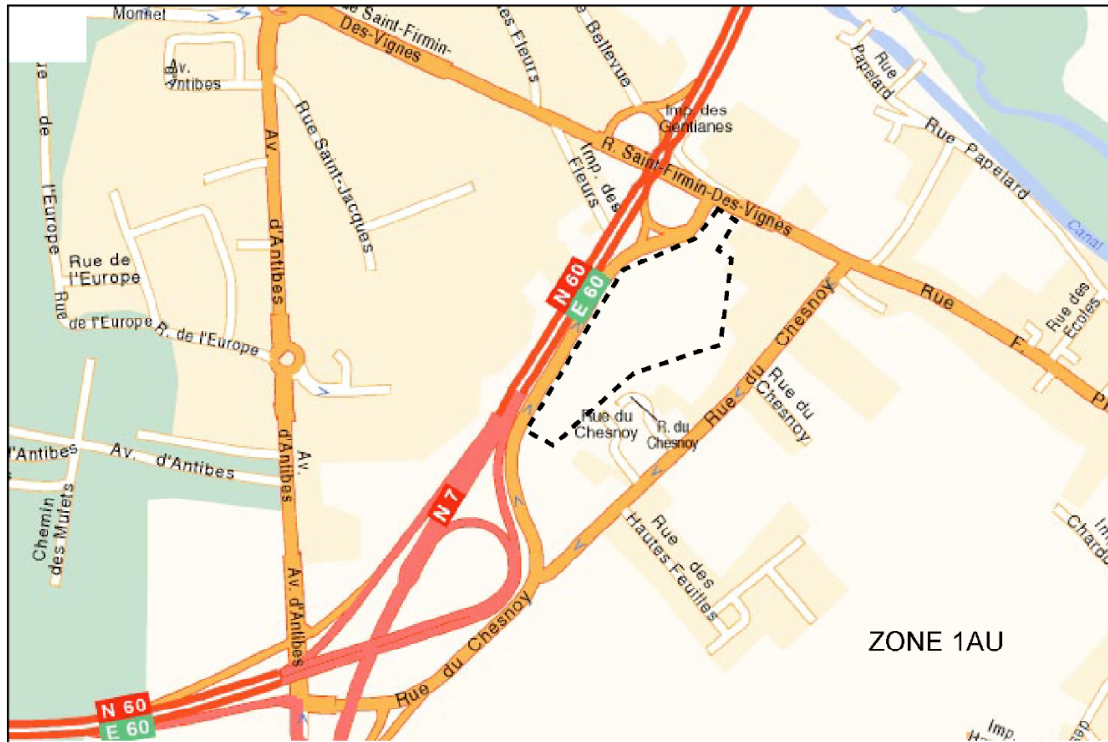 Monnet
de Saint-Firmin-
Des-Vignes
es Fleurs
Bellevue
Rue
Papelard
Av.
d'Antibes
Imp. des
Gentianes
Rue Papelard
de
l'Europe
Av.
d'Antibes
Rue Saint-Jacques
Imp. des
Fleurs
R. Saint-Firmin-Des-Vignes
Canal
Rue de
l'Europe
Rue
de l'Europe
R. de l'Europe
N 60
E 60
Rue
F.
Rue des
Ecoles
Rue du Chesnoy
Rue du
Chesnoy
Rue du
Chesnoy
R. du
Chesnoy
d'Antibes
Av. d'Antibes
Av.
d'Antibes
Chemin
des Mulets
N 7
Rue des
Hautes Feuilles
Av. d'Antibes
Rue du Chesnoy
ZONE 1AU
N 60
E 60
Imp.